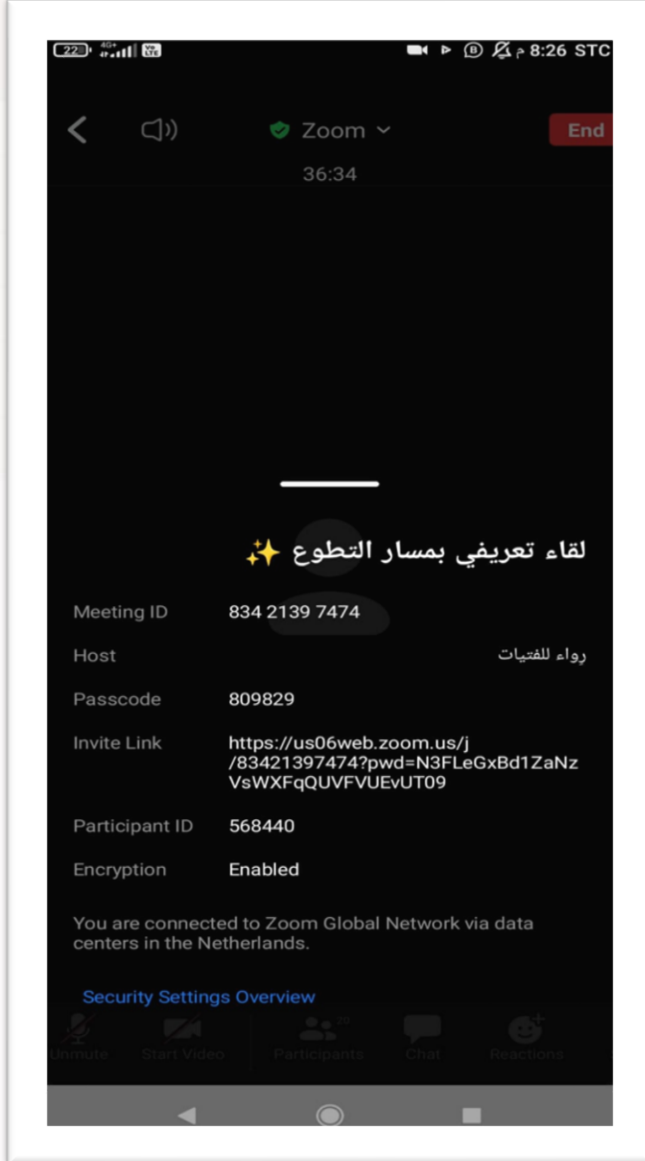 22 4G+ Vo LTE B م 8:26 STC
Zoom End
36:34
لقاء تعريفي بمسار التطوع ✨
Meeting ID 834 2139 7474
Host رواء للفتيات
Passcode 809829
Invite Link https://us06web.zoom.us/j
/83421397474?pwd=N3FLeGxBd1ZaNz
VsWXFqQUVFVUEvUT09
Participant ID 568440
Encryption Enabled
You are connected to Zoom Global Network via data
centers in the Netherlands.
Security Settings Overview
20
Unmute Start Video Participants Chat Reactions